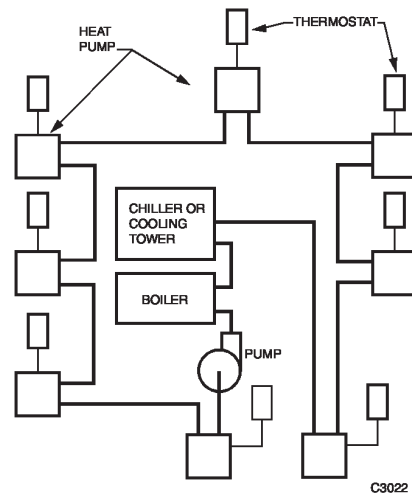 HEAT
PUMP
THERMOSTAT
CHILLER OR
COOLING
TOWER
BOILER
PUMP
C3022